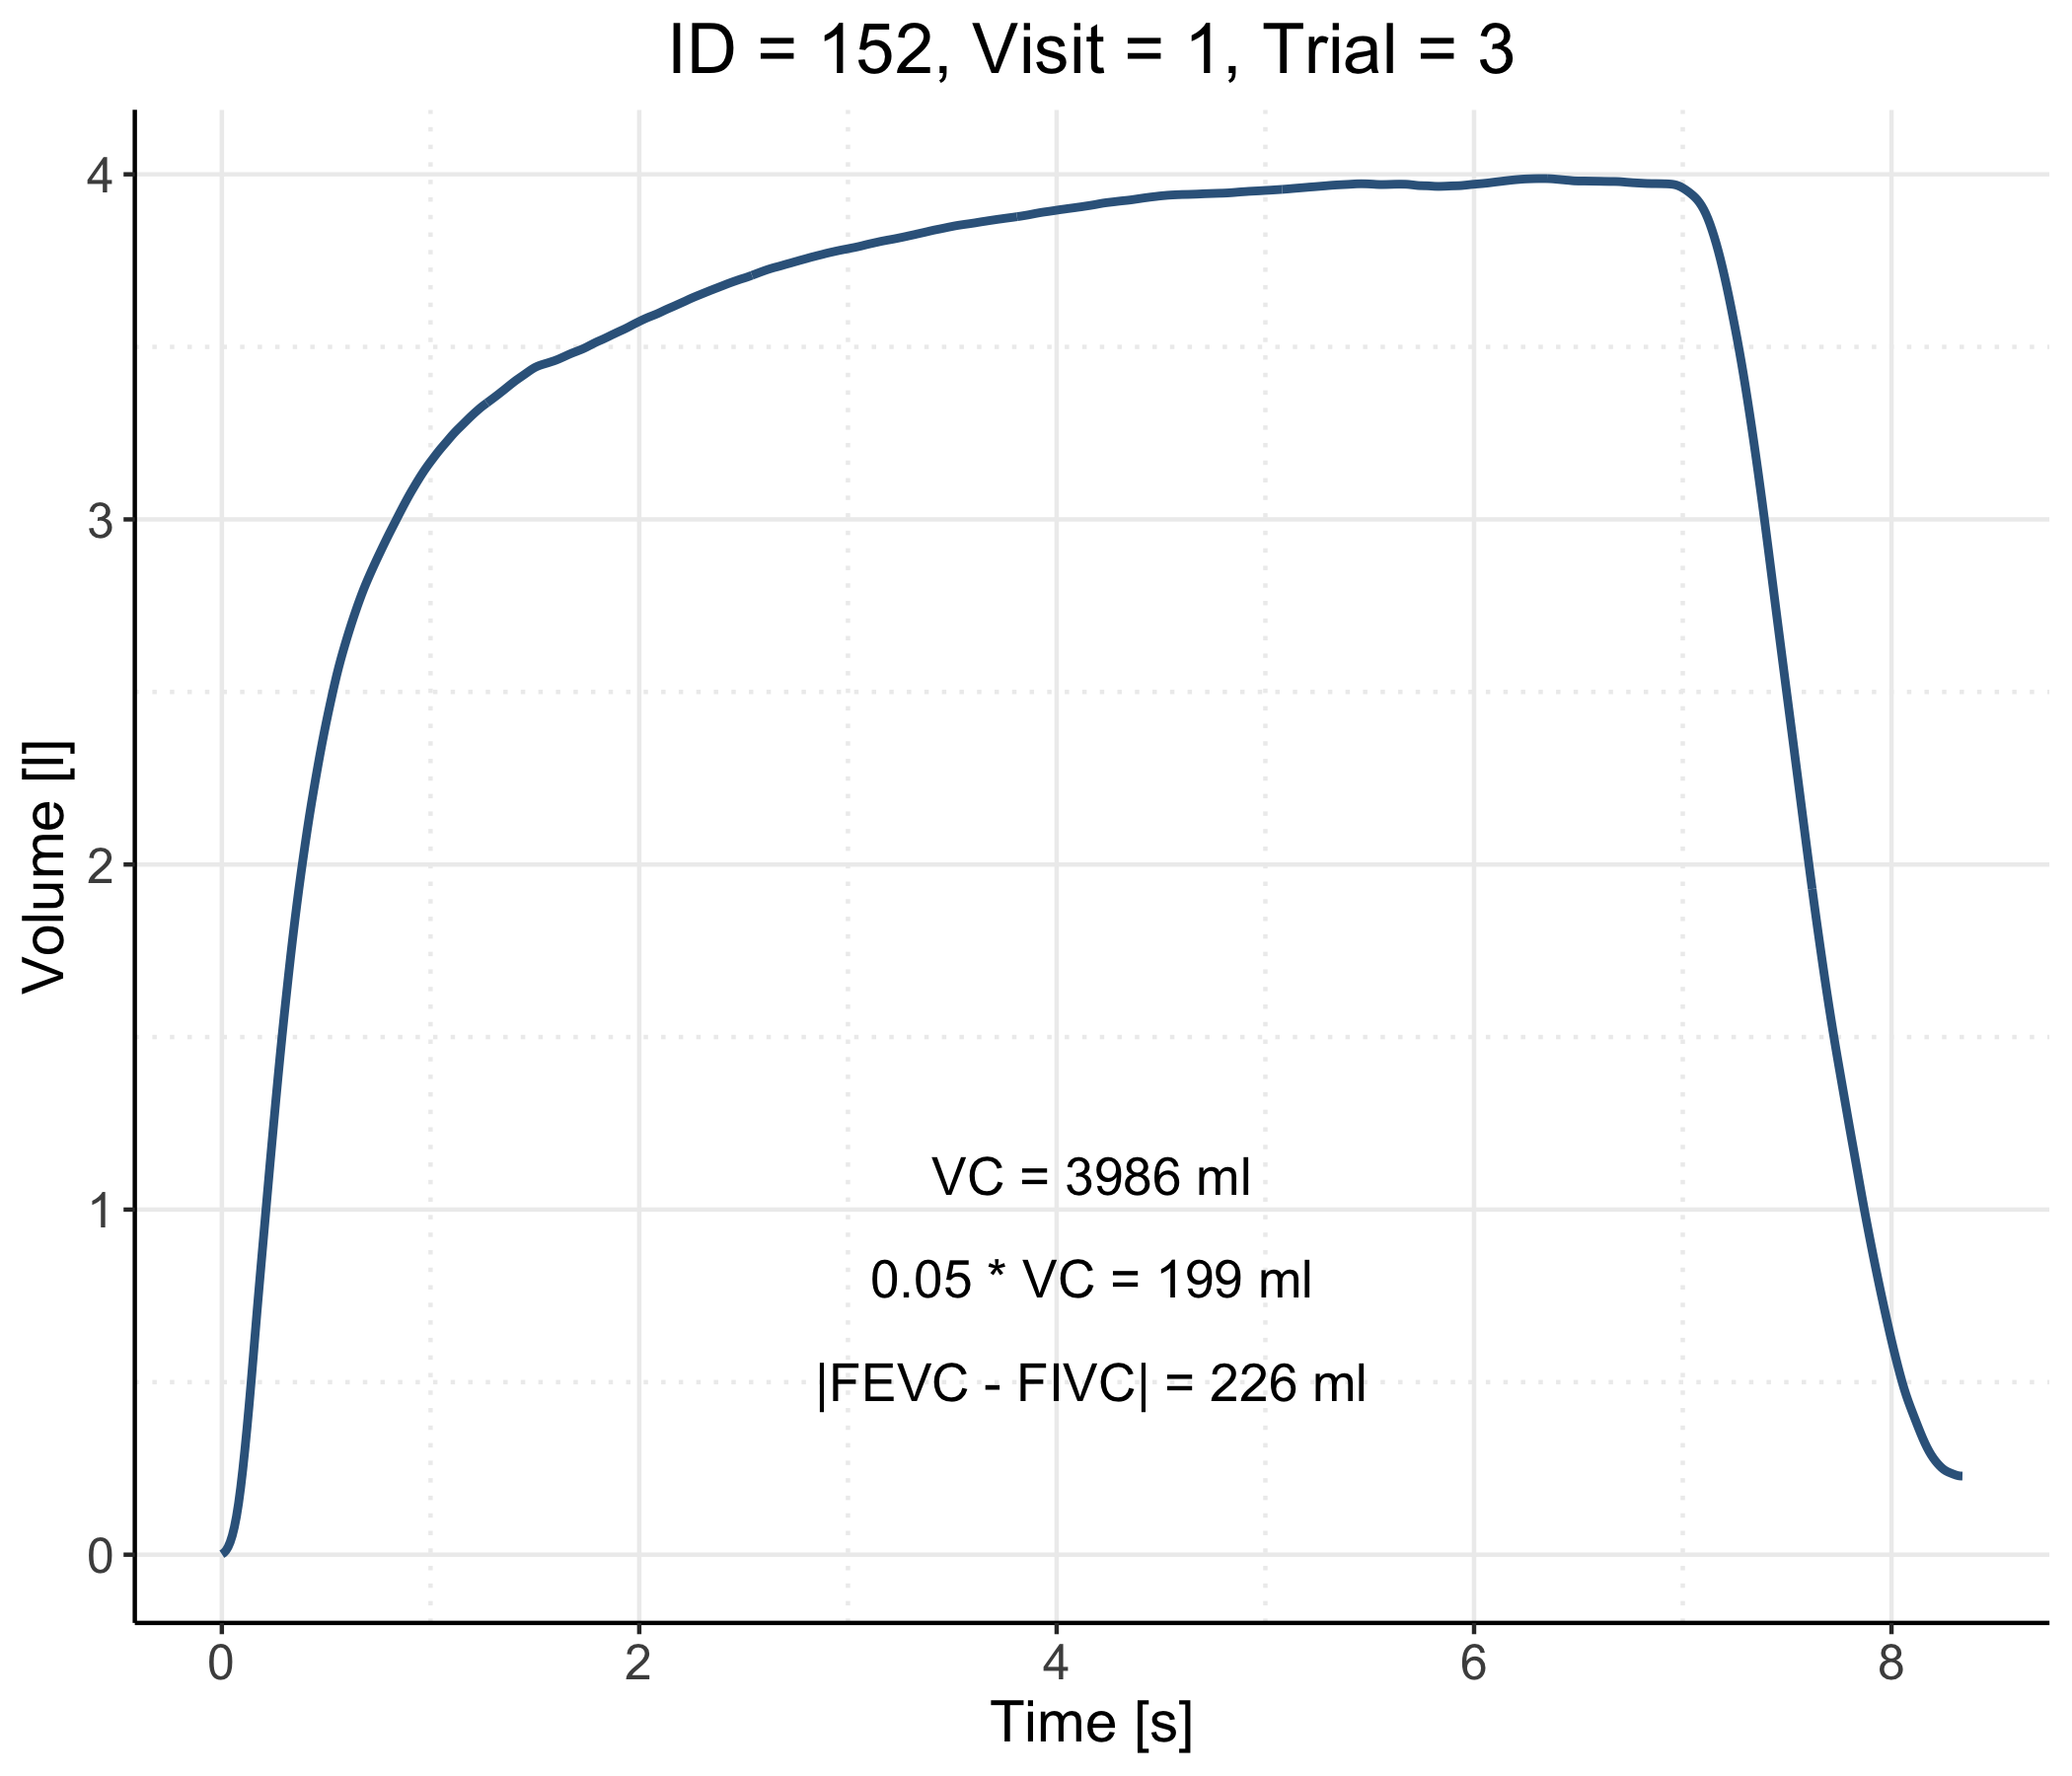 ID = 152, Visit = 1, Trial = 3
4
3
2
1
0
Volume [l]
VC = 3986 ml
0.05 * VC = 199 ml
|FEVC - FIVC| = 226 ml
0 2 4 6 8
Time [s]